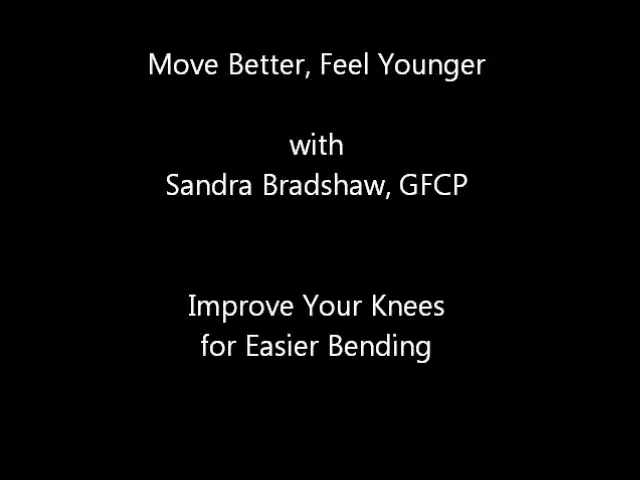 Move Better, Feel Younger
with
Sandra Bradshaw, GFCP
Improve Your Knees
for Easier Bending